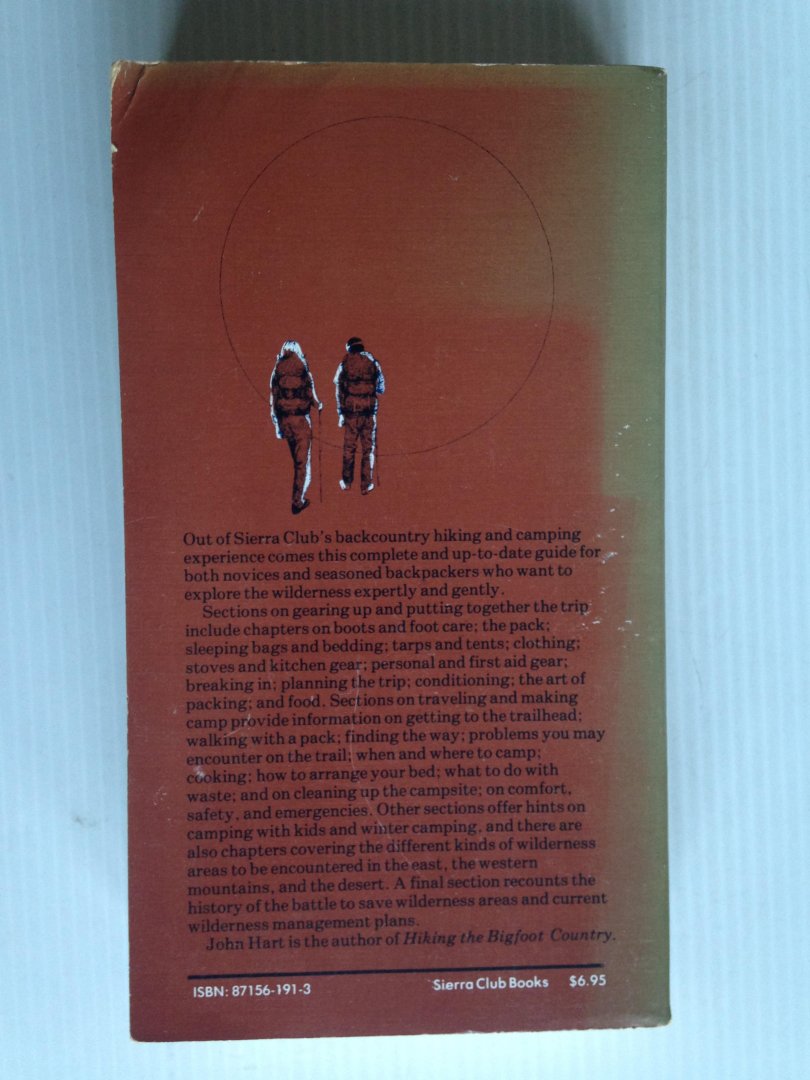 Out of Sierra Club's backcountry hiking and camping
experience comes this complete and up-to-date guide for
both novices and seasoned backpackers who want to
explore the wilderness expertly and gently.
Sections on gearing up and putting together the trip
include chapters on boots and foot care; the pack;
sleeping bags and bedding; tarps and tents; clothing;
stoves and kitchen gear; personal and first aid gear;
breaking in; planning the trip; conditioning; the art of
packing; and food. Sections on traveling and making
camp provide information on getting to the trailhead;
walking with a pack; finding the way; problems you may
encounter on the trail; when and where to camp;
cooking; how to arrange your bed; what to do with
waste; and on cleaning up the campsite; on comfort,
safety, and emergencies. Other sections offer hints on
camping with kids and winter camping, and there are
also chapters covering the different kinds of wilderness
areas to be encountered in the east, the western
mountains, and the desert. A final section recounts the
history of the battle to save wilderness areas and current
wilderness management plans.
John Hart is the author of Hiking the Bigfoot Country.
ISBN: 87156-191-3 Sierra Club Books $6.95